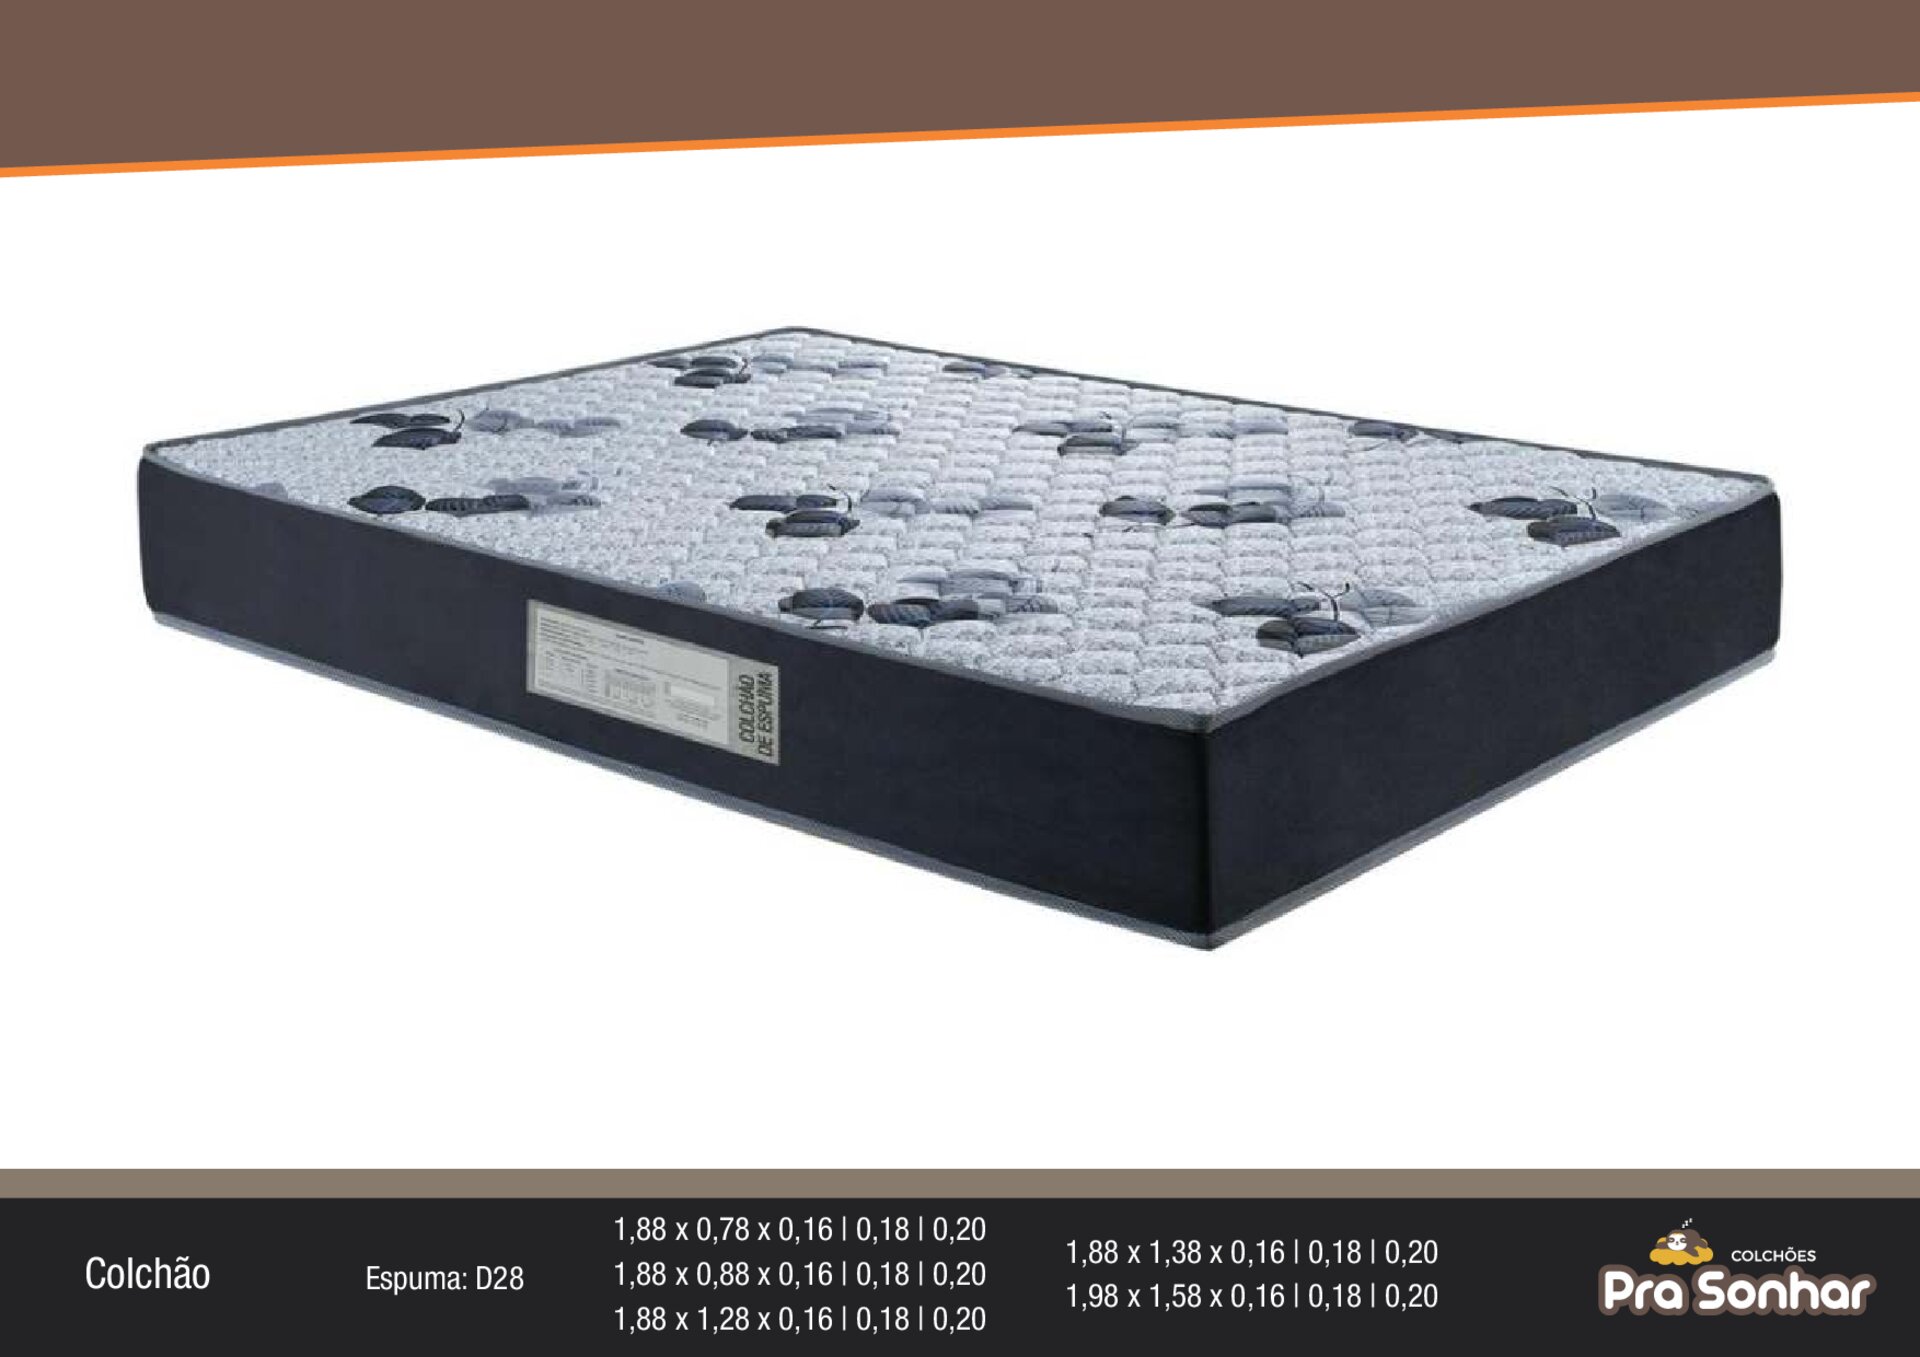 COLCHÃO
DE ESPUMA
Colchão
Espuma: D28
1,88 x 0,78 x 0,16 | 0,18 | 0,20
1,88 x 0,88 x 0,16 | 0,18 | 0,20
1,88 x 1,28 x 0,16 | 0,18 | 0,20
1,88 x 1,38 x 0,16 | 0,18 | 0,20
1,98 x 1,58 x 0,16 | 0,18 | 0,20
COLCHÕES
Pra Sonhar